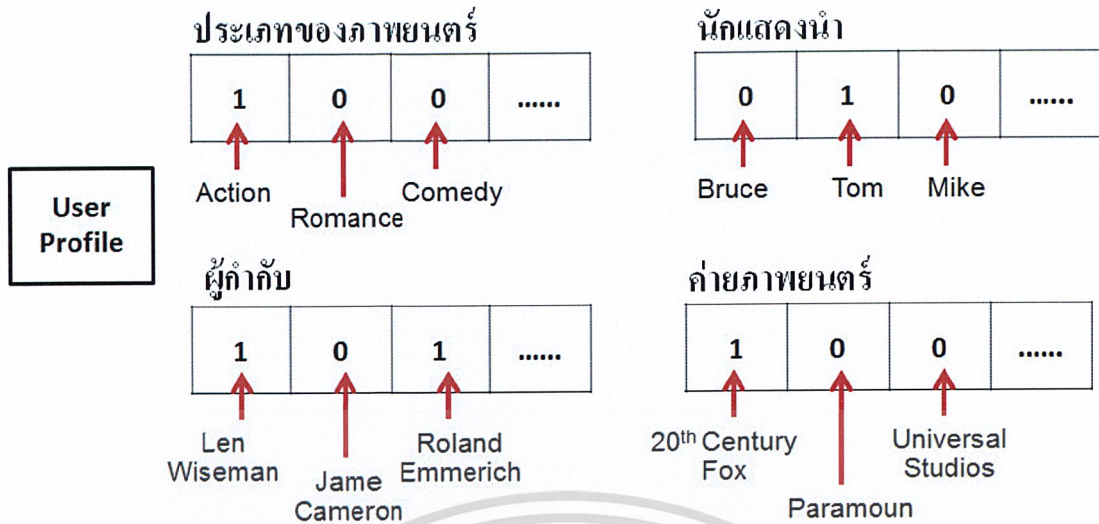 ประเภทของภาพยนตร์
1 0 0 ......
Action
Romance
Comedy
นักแสดงนำ
0 1 0 ......
Bruce
Tom
Mike
User
Profile
ผู้กำกับ
1 0 1 ......
Len
Wiseman
Jame
Cameron
Roland
Emmerich
ค่ายภาพยนตร์
1 0 0 ......
20th Century
Fox
Paramoun
Universal
Studios